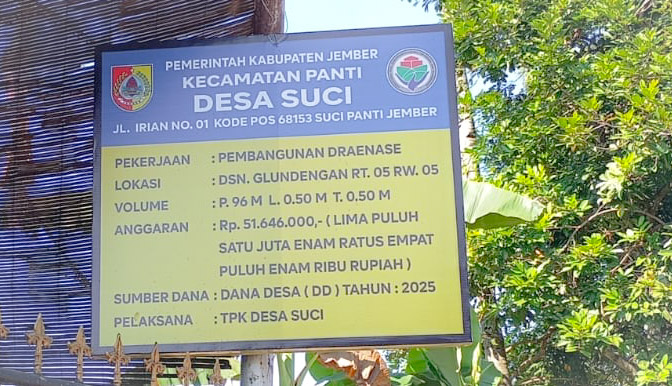 PEMERINTAH KABUPATEN JEMBER
KECAMATAN PANTI
DESA SUCI
JL. IRIAN NO. 01 KODE POS 68153 SUCI PANTI JEMBER
PEKERJAAN : PEMBANGUNAN DRAENASE
LOKASI : DSN. GLUNDENGAN RT. 05 RW. 05
VOLUME : P. 96 M L. 0.50 M T. 0.50 M
ANGGARAN : Rp. 51.646.000,- ( LIMA PULUH
SATU JUTA ENAM RATUS EMPAT
PULUH ENAM RIBU RUPIAH )
SUMBER DANA : DANA DESA ( DD ) TAHUN : 2025
PELAKSANA : TPK DESA SUCI